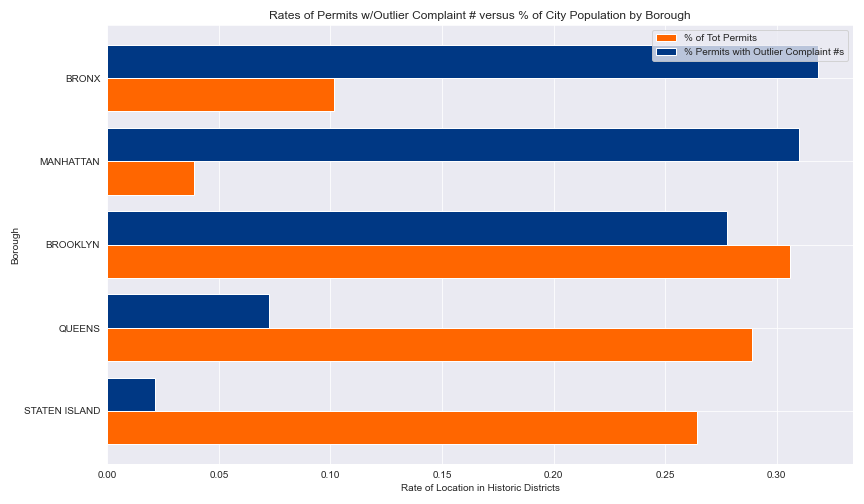 Rates of Permits w/Outlier Complaint # versus % of City Population by Borough
% of Tot Permits
% Permits with Outlier Complaint #s
BRONX
MANHATTAN
BROOKLYN
QUEENS
STATEN ISLAND
Borough
0.00 0.05 0.10 0.15 0.20 0.25 0.30
Rate of Location in Historic Districts